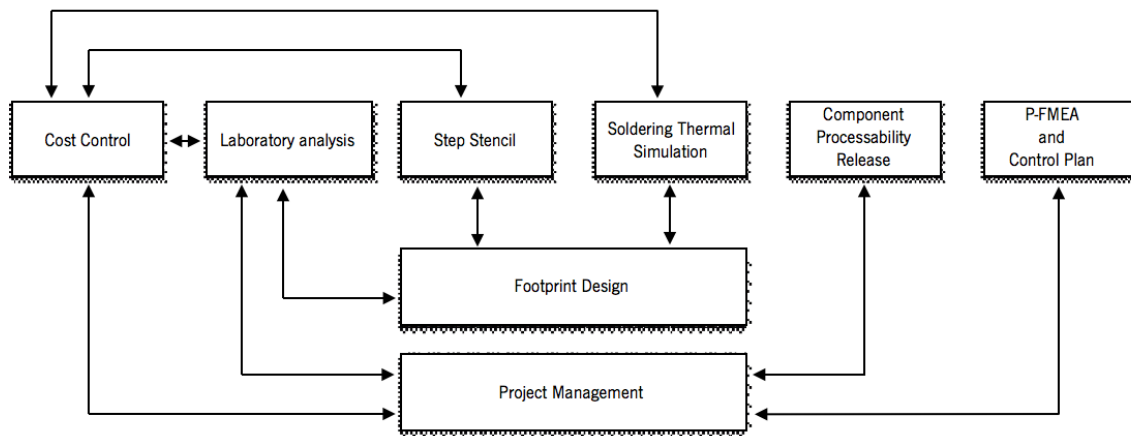 Cost Control
Laboratory analysis
Step Stencil
Soldering Thermal
Simulation
Component
Processability
Release
P-FMEA
and
Control Plan
Footprint Design
Project Management